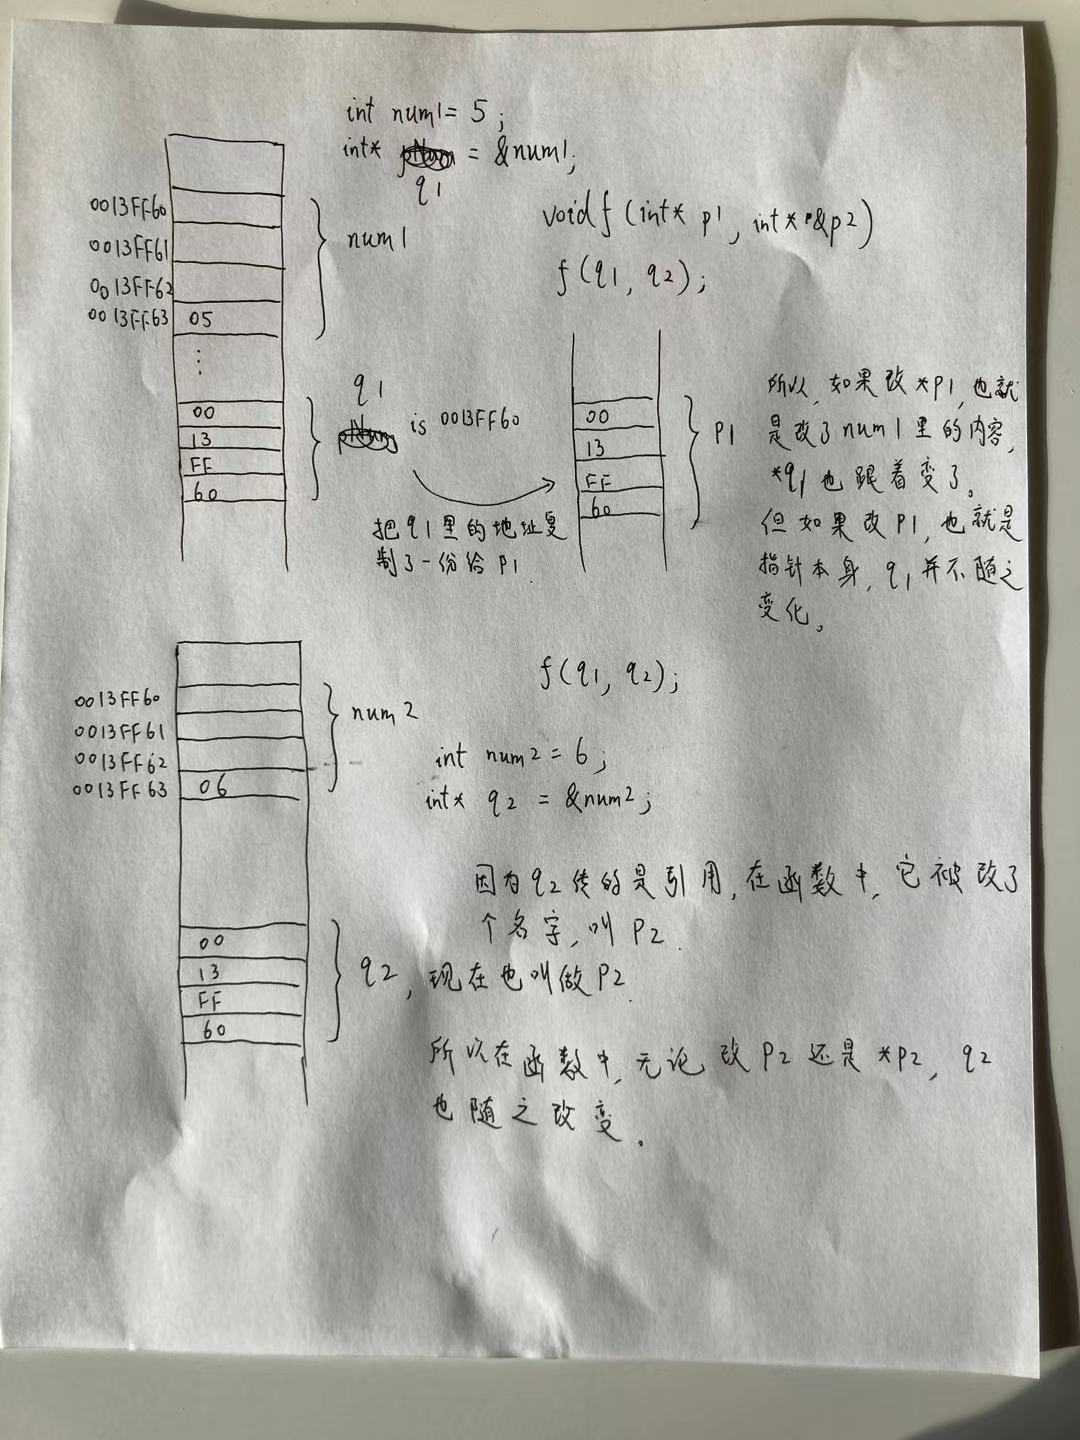 int num1 = 5;
int* q1 = &num1;
void f (int* p1, int* &p2)
f (q1, q2);
0013FF60
0013FF61
0013FF62
0013FF63 05
num1
q1
00
13
FF
60
is 0013FF60
把q1里的地址复
制了一份给P1
00
13
FF
60
P1
所以,如果改*P1,也就
是改了num1里的内容,
*q1也跟着变了。
但如果改P1,也就是
指针本身,q1并不随之
变化。
f(q1, q2);
0013FF60
0013FF61
0013FF62
0013FF63 06
num2
int num2 = 6;
int* q2 = &num2;
因为q2传的是引用,在函数中,它被改了
个名字,叫P2.
00
13
FF
60
q2,现在也叫做P2.
所以在函数中,无论改P2还是*P2, q2
也随之改变。